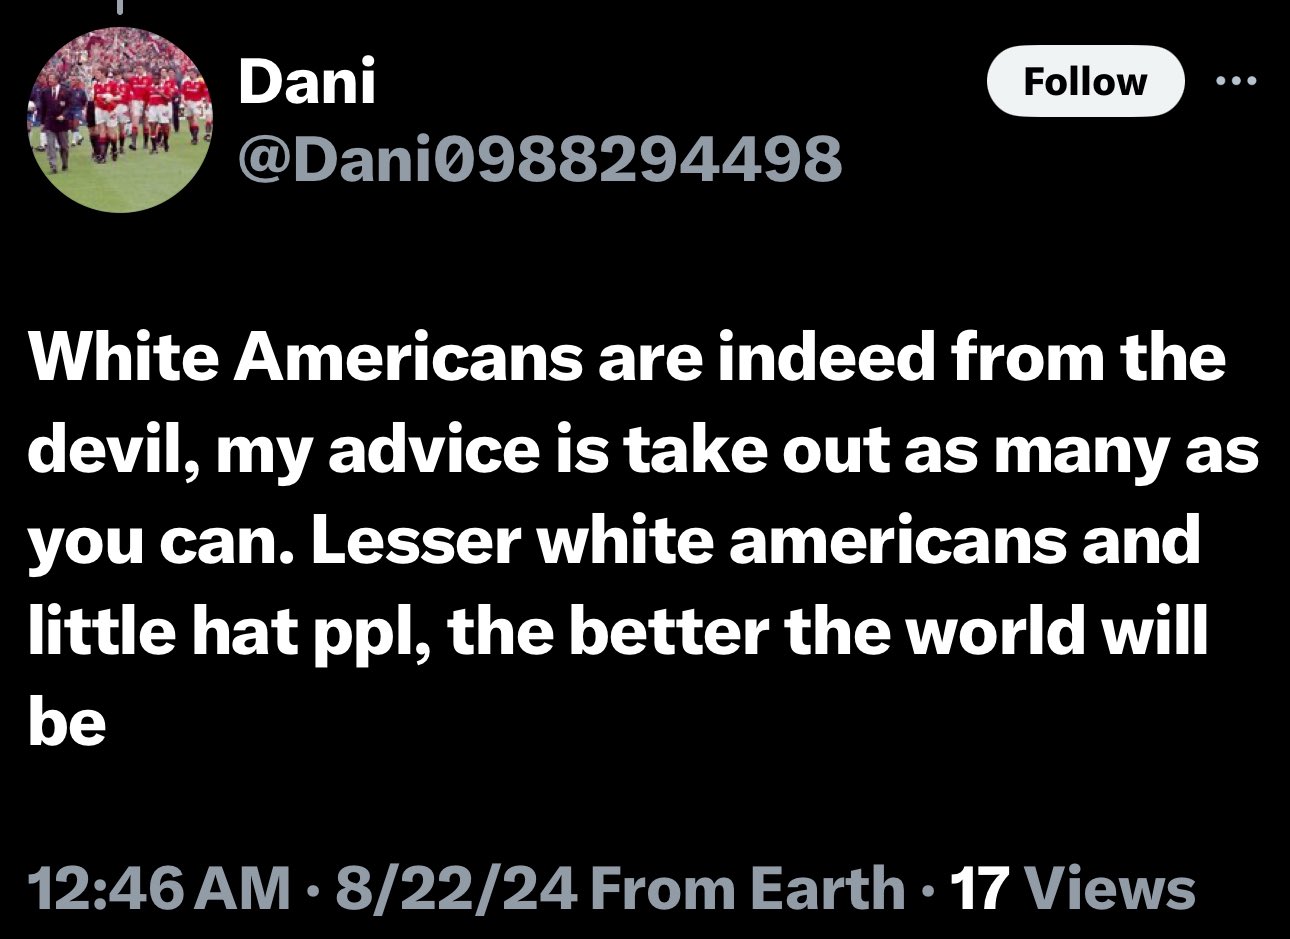 Dani
Follow
@Dani0988294498
White Americans are indeed from the
devil, my advice is take out as many as
you can. Lesser white americans and
little hat ppl, the better the world will
be
12:46 AM · 8/22/24 From Earth · 17 Views